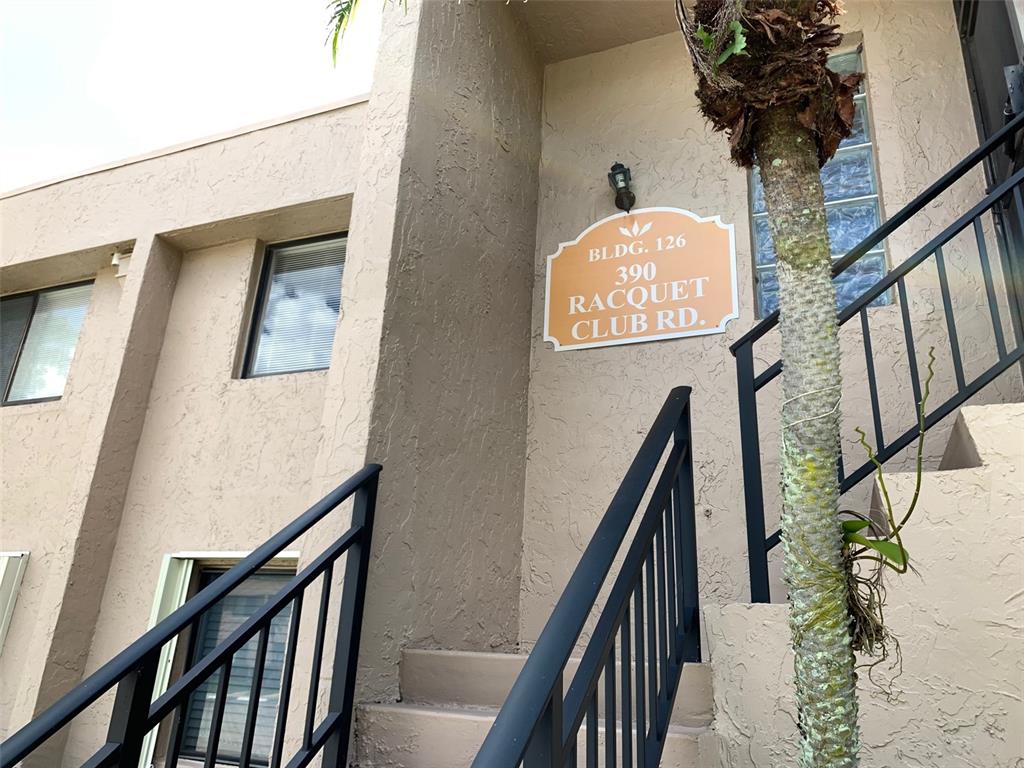 BLDG. 126
390
RACQUET
CLUB RD.